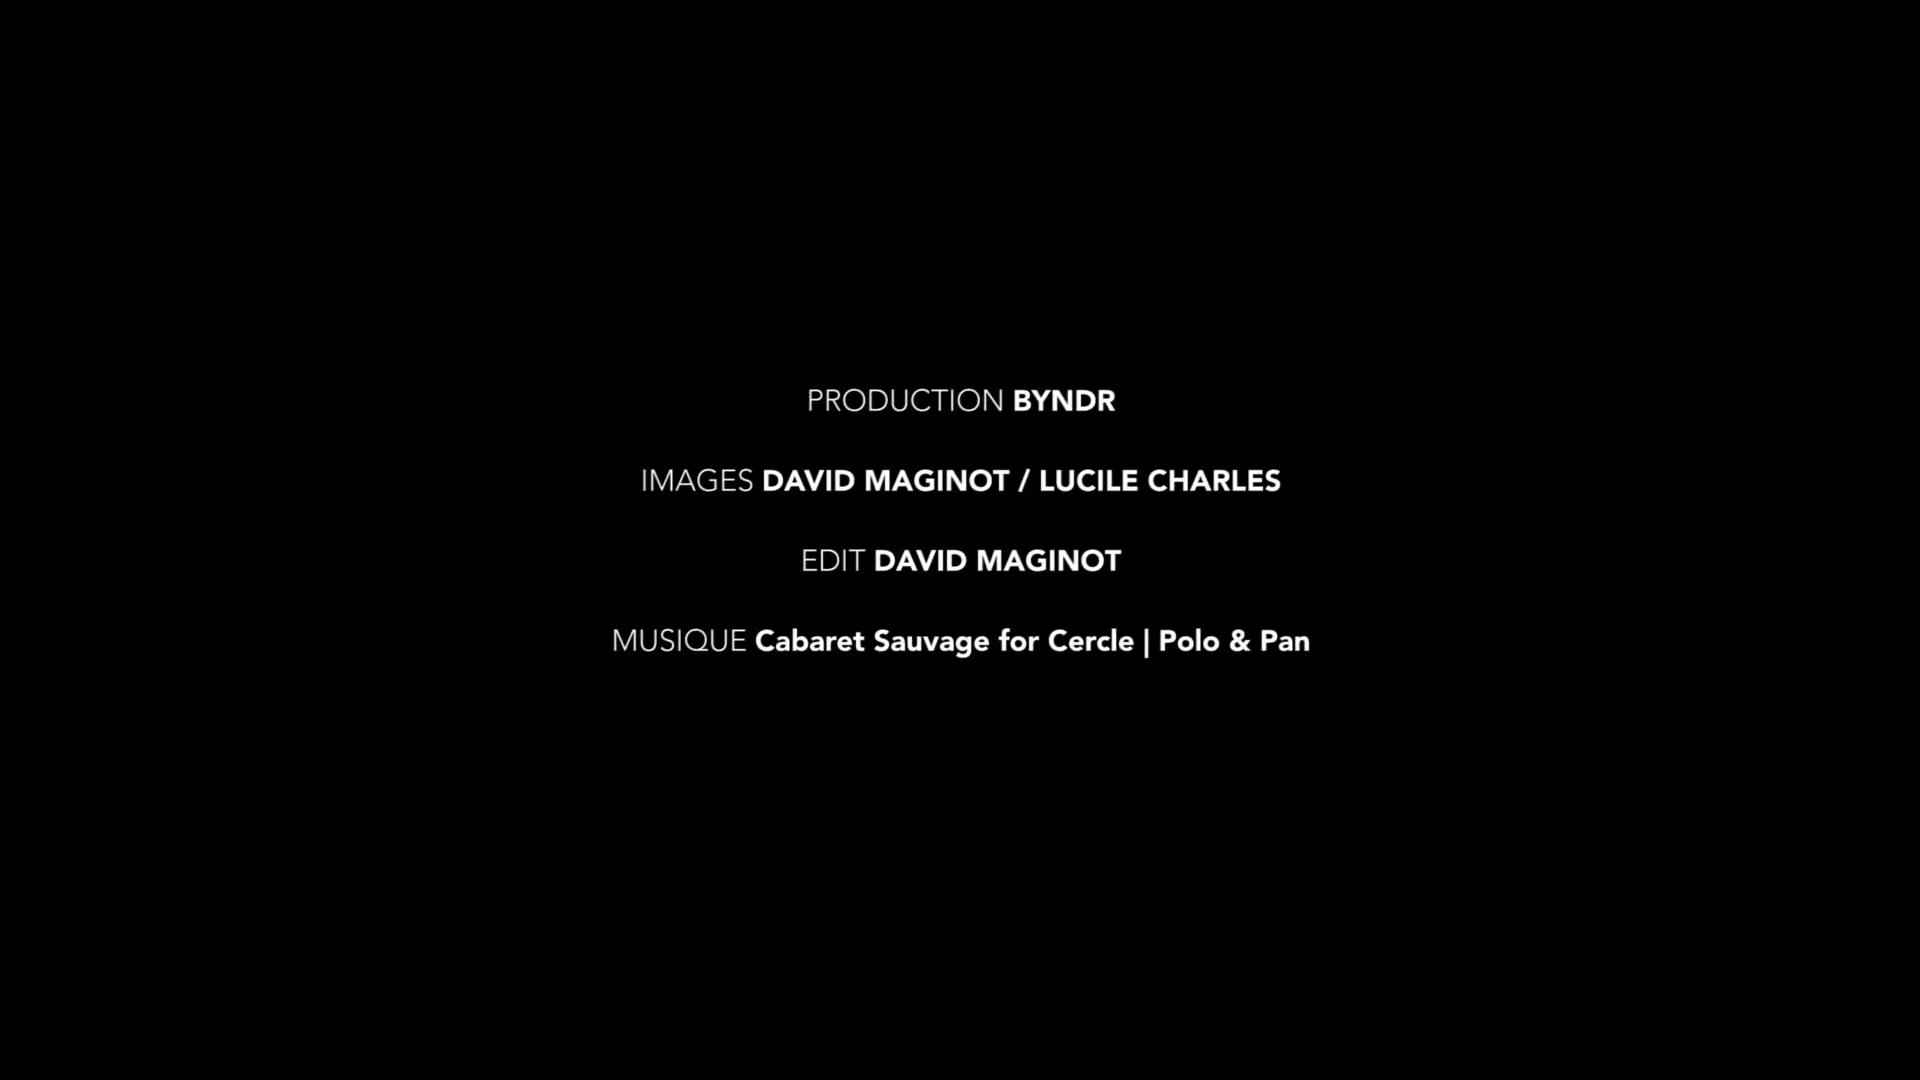 PRODUCTION BYNDR
IMAGES DAVID MAGINOT / LUCILE CHARLES
EDIT DAVID MAGINOT
MUSIQUE Cabaret Sauvage for Cercle | Polo & Pan